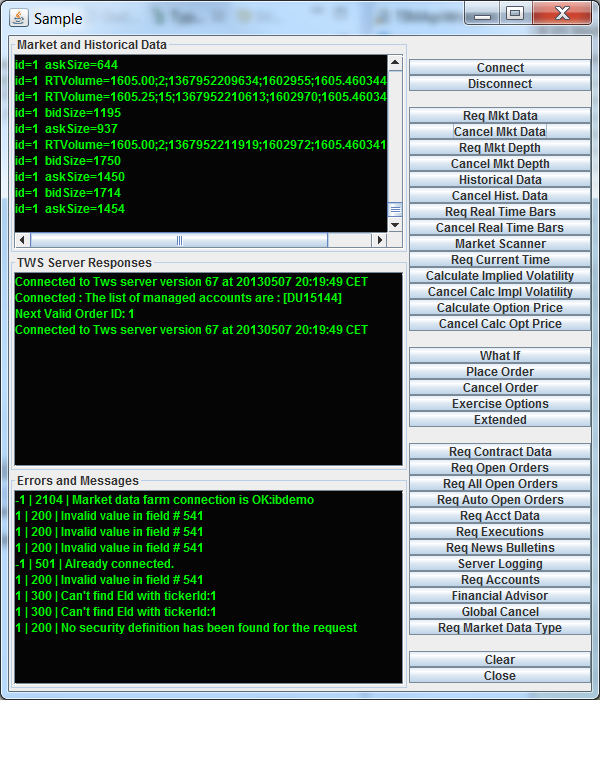 Sample
Market and Historical Data
id=1 askSize=644
id=1 RTVolume=1605.00;2;1367952209634;1602955;1605.460344
id=1 RTVolume=1605.25;15;1367952210613;1602970;1605.46034
id=1 bidSize=1195
id=1 askSize=937
id=1 RTVolume=1605.00;2;1367952211919;1602972;1605.460341
id=1 bidSize=1750
id=1 askSize=1450
id=1 bidSize=1714
id=1 askSize=1454
TWS Server Responses
Connected to Tws server version 67 at 20130507 20:19:49 CET
Connected : The list of managed accounts are : [DU15144]
Next Valid Order ID: 1
Connected to Tws server version 67 at 20130507 20:19:49 CET
Errors and Messages
-1 | 2104 | Market data farm connection is OK:ibdemo
1 | 200 | Invalid value in field # 541
1 | 200 | Invalid value in field # 541
1 | 200 | Invalid value in field # 541
-1 | 501 | Already connected.
1 | 200 | Invalid value in field # 541
1 | 300 | Can't find EId with tickerId:1
1 | 300 | Can't find EId with tickerId:1
1 | 200 | No security definition has been found for the request
Connect
Disconnect
Req Mkt Data
Cancel Mkt Data
Req Mkt Depth
Cancel Mkt Depth
Historical Data
Cancel Hist. Data
Req Real Time Bars
Cancel Real Time Bars
Market Scanner
Req Current Time
Calculate Implied Volatility
Cancel Calc Impl Volatility
Calculate Option Price
Cancel Calc Opt Price
What If
Place Order
Cancel Order
Exercise Options
Extended
Req Contract Data
Req Open Orders
Req All Open Orders
Req Auto Open Orders
Req Acct Data
Req Executions
Req News Bulletins
Server Logging
Req Accounts
Financial Advisor
Global Cancel
Req Market Data Type
Clear
Close